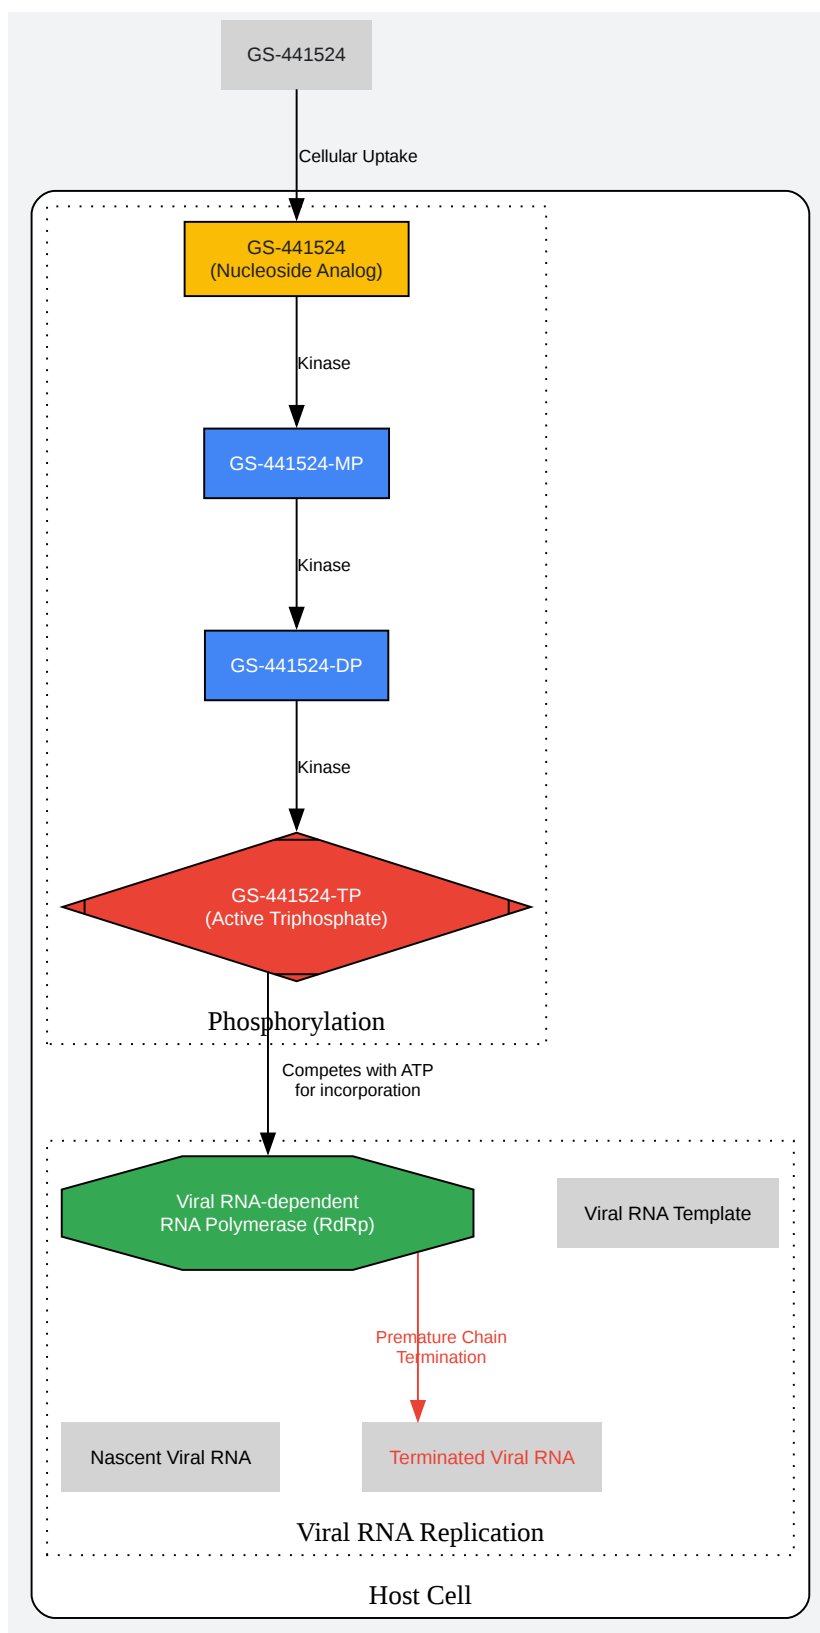 GS-441524
Cellular Uptake
GS-441524
(Nucleoside Analog)
Kinase
GS-441524-MP
Kinase
GS-441524-DP
Kinase
GS-441524-TP
(Active Triphosphate)
Phosphorylation
Competes with ATP
for incorporation
Viral RNA-dependent
RNA Polymerase (RdRp)
Viral RNA Template
Premature Chain
Termination
Nascent Viral RNA
Terminated Viral RNA
Viral RNA Replication
Host Cell